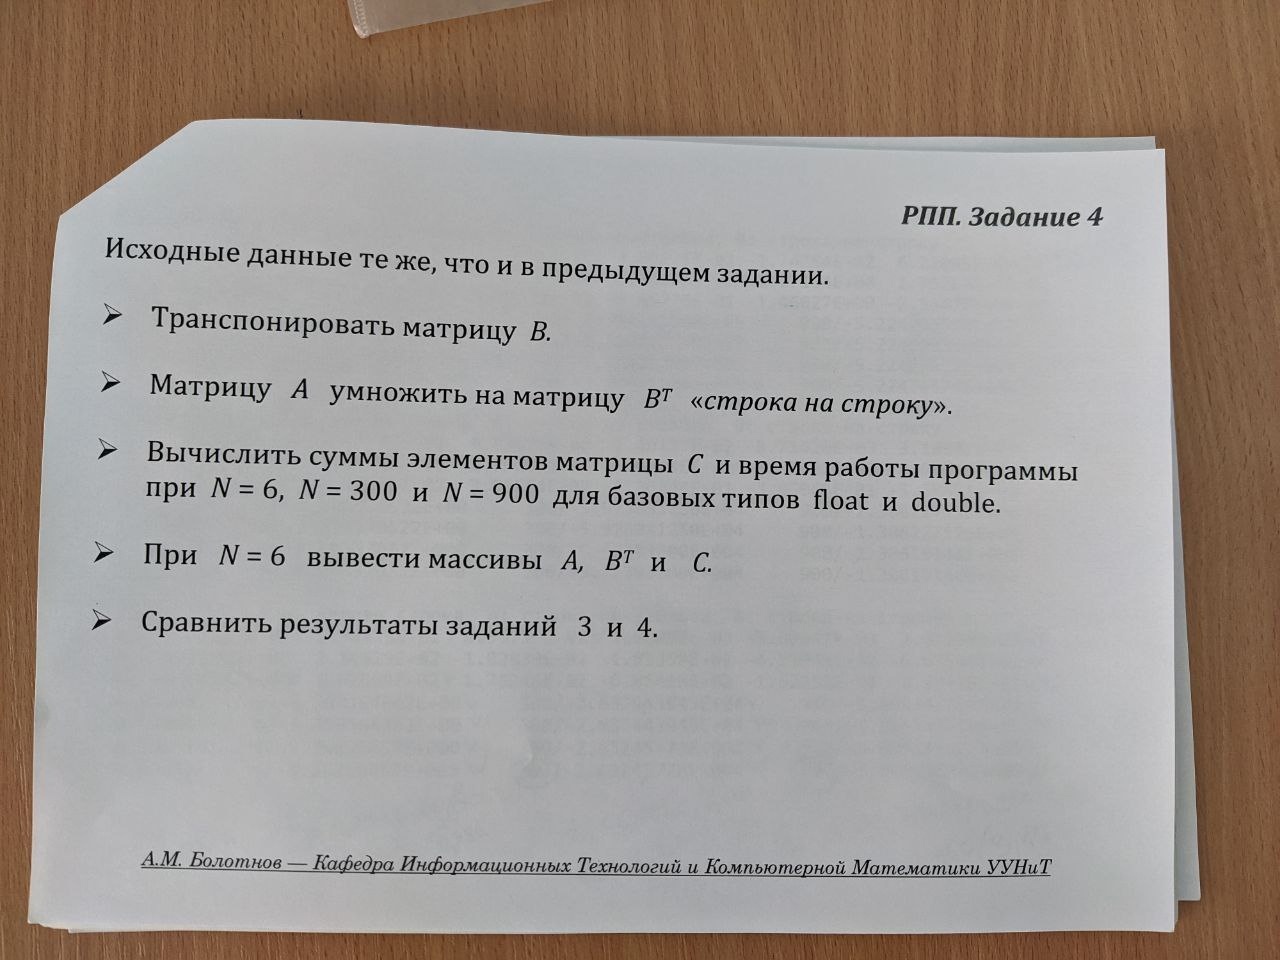 РПП. Задание 4
Исходные данные те же, что и в предыдущем задании.
➢ Транспонировать матрицу B.
➢ Матрицу A умножить на матрицу Bᵀ «строка на строку».
➢ Вычислить суммы элементов матрицы C и время работы программы
при N = 6, N = 300 и N = 900 для базовых типов float и double.
➢ При N = 6 вывести массивы A, Bᵀ и C.
➢ Сравнить результаты заданий 3 и 4.
А.М. Болотнов — Кафедра Информационных Технологий и Компьютерной Математики УУНиТ